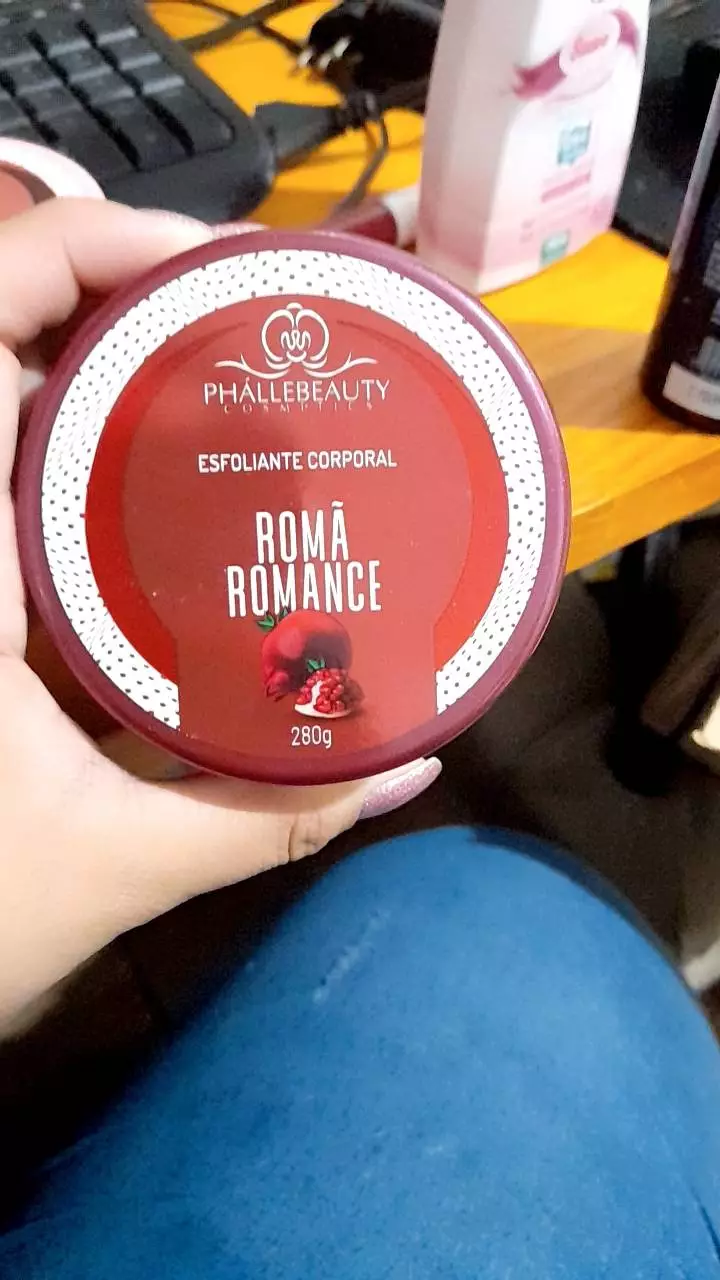 PHÁLLEBEAUTY
COSMETICS
ESFOLIANTE CORPORAL
ROMÃ
ROMANCE
280g